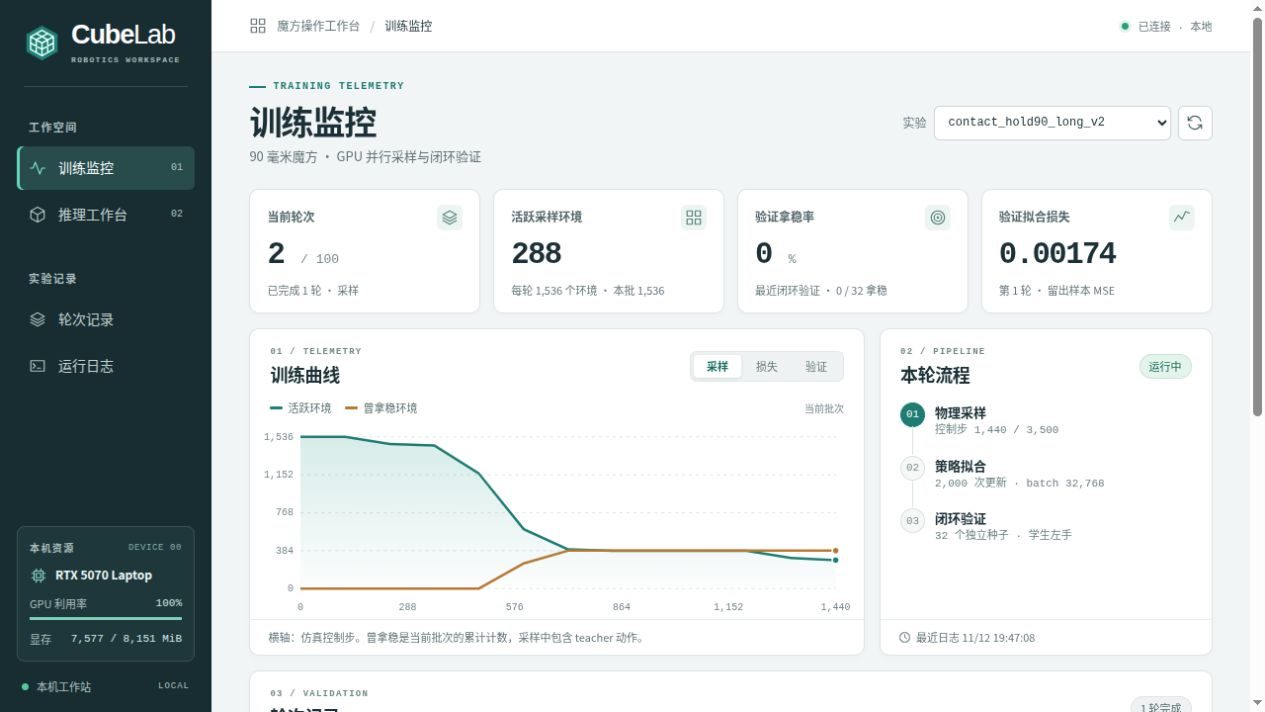 CubeLab
ROBOTICS WORKSPACE
工作空间
训练监控 01
推理工作台 02
实验记录
轮次记录
运行日志
本机资源 DEVICE 00
RTX 5070 Laptop
GPU 利用率 100%
显存 7,577 / 8,151 MiB
本机工作站 LOCAL
魔方操作工作台 / 训练监控
已连接 · 本地
TRAINING TELEMETRY
训练监控
90 毫米魔方 · GPU 并行采样与闭环验证
实验 contact_hold90_long_v2
当前轮次
2 / 100
已完成 1 轮 · 采样
活跃采样环境
288
每轮 1,536 个环境 · 本批 1,536
验证拿稳率
0 %
最近闭环验证 · 0 / 32 拿稳
验证拟合损失
0.00174
第 1 轮 · 留出样本 MSE
01 / TELEMETRY
训练曲线
采样 损失 验证
活跃环境 曾拿稳环境 当前批次
1,536
1,152
768
384
0
0 288 576 864 1,152 1,440
横轴：仿真控制步。曾拿稳是当前批次的累计计数，采样中包含 teacher 动作。
02 / PIPELINE
本轮流程
运行中
01 物理采样
控制步 1,440 / 3,500
02 策略拟合
2,000 次更新 · batch 32,768
03 闭环验证
32 个独立种子 · 学生左手
最近日志 11/12 19:47:08
03 / VALIDATION
轮次记录
1 轮完成